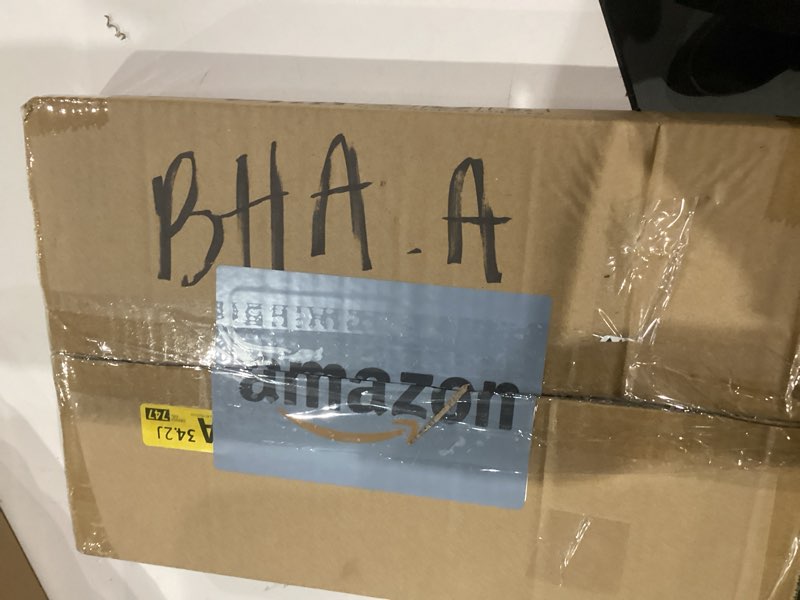 BHA.A
amazon
A 34.2J
747